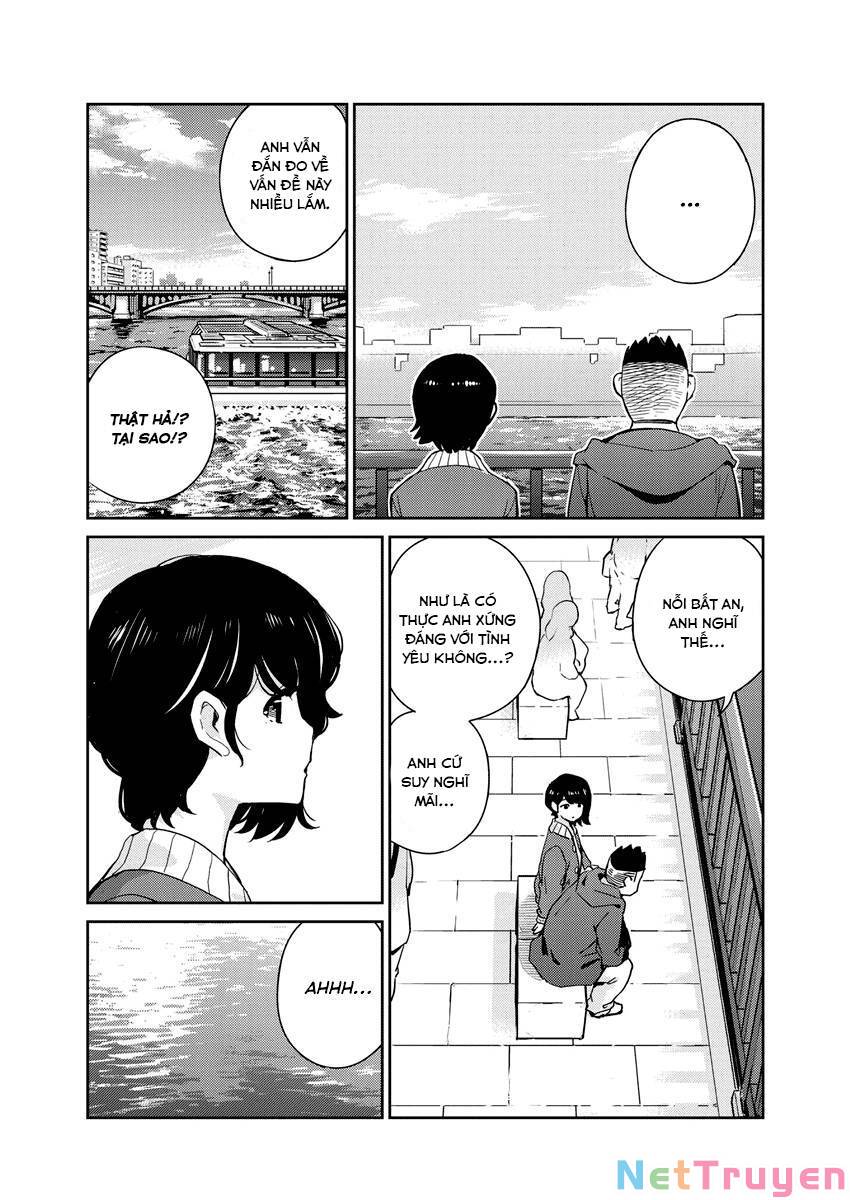 ...
ANH VẪN
ĐẮN ĐO VỀ
VẤN ĐỀ NÀY
NHIỀU LẮM.
THẬT HẢ!?
TẠI SAO!?
NỖI BẤT AN,
ANH NGHĨ
THẾ...
NHƯ LÀ CÓ
THỰC ANH XỨNG
ĐÁNG VỚI TÌNH
YÊU KHÔNG...?
ANH CỨ
SUY NGHĨ
MÃI...
AHHH...
NetTruyen